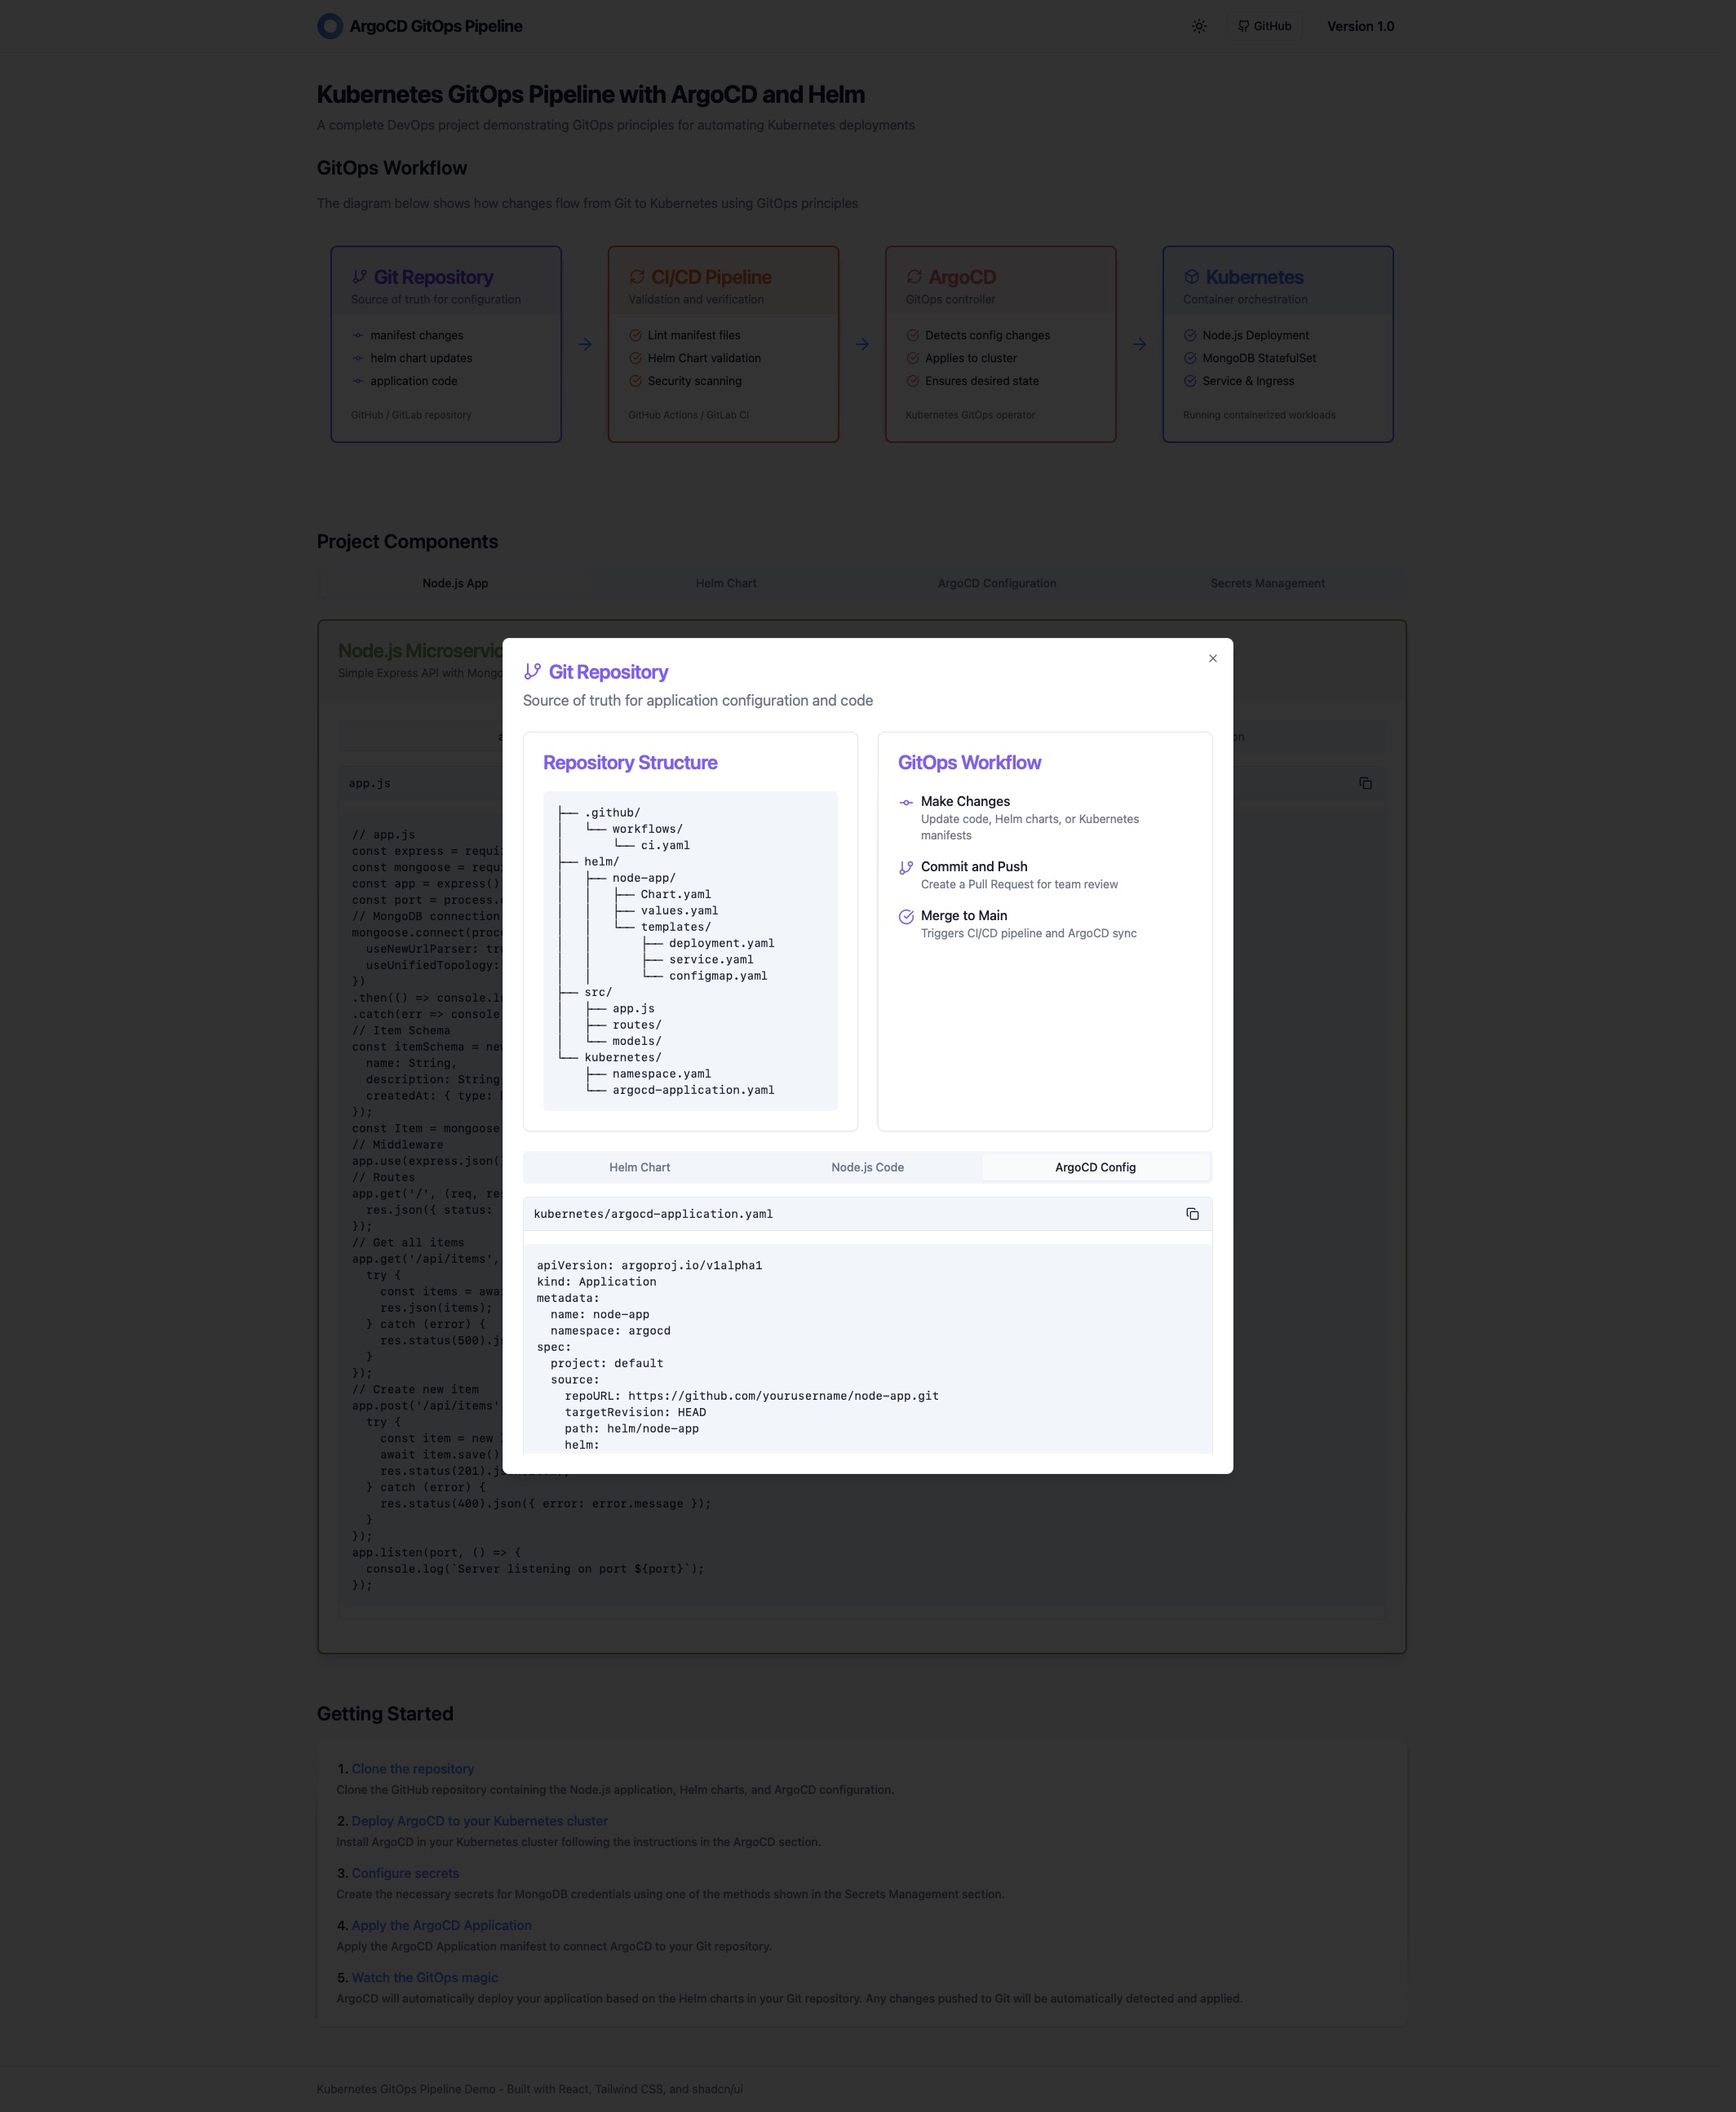 ArgoCD GitOps Pipeline
GitHub
Version 1.0
Kubernetes GitOps Pipeline with ArgoCD and Helm
A complete DevOps project demonstrating GitOps principles for automating Kubernetes deployments
GitOps Workflow
The diagram below shows how changes flow from Git to Kubernetes using GitOps principles
Git Repository
Source of truth for configuration
manifest changes
helm chart updates
application code
GitHub / GitLab repository
CI/CD Pipeline
Validation and verification
Lint manifest files
Helm Chart validation
Security scanning
GitHub Actions / GitLab CI
ArgoCD
GitOps controller
Detects config changes
Applies to cluster
Ensures desired state
Kubernetes GitOps operator
Kubernetes
Container orchestration
Node.js Deployment
MongoDB StatefulSet
Service & Ingress
Running containerized workloads
Project Components
Node.js App
Helm Chart
ArgoCD Configuration
Secrets Management
Node.js Microservic
Simple Express API with Mongo
app.js
// app.js
const express = requi
const mongoose = requi
const app = express()
const port = process.
// MongoDB connection
mongoose.connect(proc
  useNewUrlParser: tr
  useUnifiedTopology:
})
.then(() => console.l
.catch(err => console
// Item Schema
const itemSchema = ne
  name: String,
  description: String
  createdAt: { type:
});
const Item = mongoose
// Middleware
app.use(express.json(
// Routes
app.get('/', (req, re
  res.json({ status:
});
// Get all items
app.get('/api/items',
  try {
    const items = awa
    res.json(items);
  } catch (error) {
    res.status(500).j
  }
});
// Create new item
app.post('/api/items'
  try {
    const item = new
    await item.save()
    res.status(201).j
  } catch (error) {
    res.status(400).json({ error: error.message });
  }
});
app.listen(port, () => {
  console.log(`Server listening on port ${port}`);
});
Git Repository
Source of truth for application configuration and code
Repository Structure
├── .github/
│   └── workflows/
│       └── ci.yaml
├── helm/
│   ├── node-app/
│   │   ├── Chart.yaml
│   │   ├── values.yaml
│   │   └── templates/
│   │       ├── deployment.yaml
│   │       ├── service.yaml
│   │       └── configmap.yaml
├── src/
│   ├── app.js
│   ├── routes/
│   └── models/
└── kubernetes/
    ├── namespace.yaml
    └── argocd-application.yaml
GitOps Workflow
Make Changes
Update code, Helm charts, or Kubernetes
manifests
Commit and Push
Create a Pull Request for team review
Merge to Main
Triggers CI/CD pipeline and ArgoCD sync
Helm Chart
Node.js Code
ArgoCD Config
kubernetes/argocd-application.yaml
apiVersion: argoproj.io/v1alpha1
kind: Application
metadata:
  name: node-app
  namespace: argocd
spec:
  project: default
  source:
    repoURL: https://github.com/yourusername/node-app.git
    targetRevision: HEAD
    path: helm/node-app
    helm:
Getting Started
1. Clone the repository
Clone the GitHub repository containing the Node.js application, Helm charts, and ArgoCD configuration.
2. Deploy ArgoCD to your Kubernetes cluster
Install ArgoCD in your Kubernetes cluster following the instructions in the ArgoCD section.
3. Configure secrets
Create the necessary secrets for MongoDB credentials using one of the methods shown in the Secrets Management section.
4. Apply the ArgoCD Application
Apply the ArgoCD Application manifest to connect ArgoCD to your Git repository.
5. Watch the GitOps magic
ArgoCD will automatically deploy your application based on the Helm charts in your Git repository. Any changes pushed to Git will be automatically detected and applied.
Kubernetes GitOps Pipeline Demo - Built with React, Tailwind CSS, and shadcn/ui